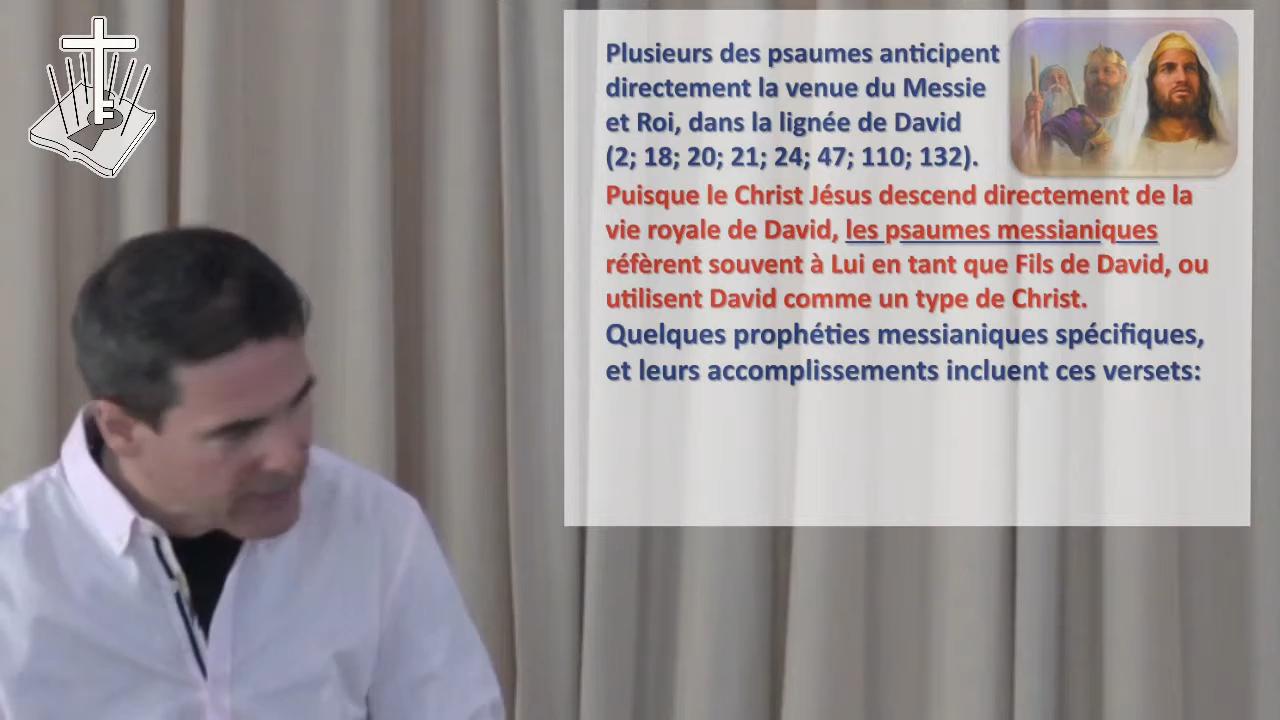 Plusieurs des psaumes anticipent
directement la venue du Messie
et Roi, dans la lignée de David
(2; 18; 20; 21; 24; 47; 110; 132).
Puisque le Christ Jésus descend directement de la
vie royale de David, les psaumes messianiques
réfèrent souvent à Lui en tant que Fils de David, ou
utilisent David comme un type de Christ.
Quelques prophéties messianiques spécifiques,
et leurs accomplissements incluent ces versets: